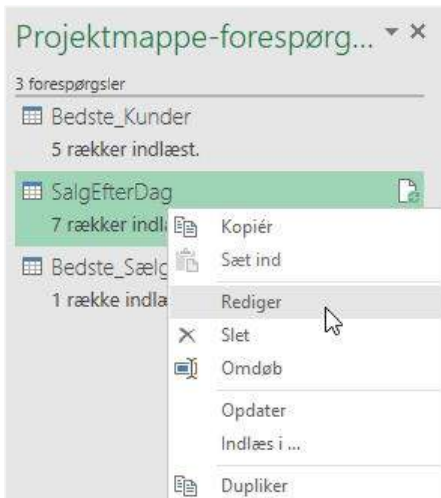 Projektmappe-forespørg...
3 forespørgsler
Bedste_Kunder
5 rækker indlæst.
SalgEfterDag
7 rækker indl
Kopiér
Sæt ind
Bedste_Sælg
1 række indlæ
Rediger
Slet
Omdøb
Opdater
Indlæs i ...
Dupliker